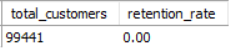 total_customers retention_rate
99441 0.00